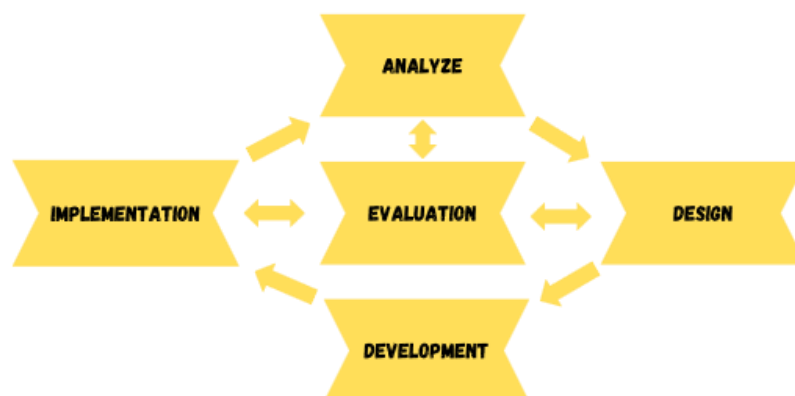 ANALYZE
IMPLEMENTATION
EVALUATION
DESIGN
DEVELOPMENT